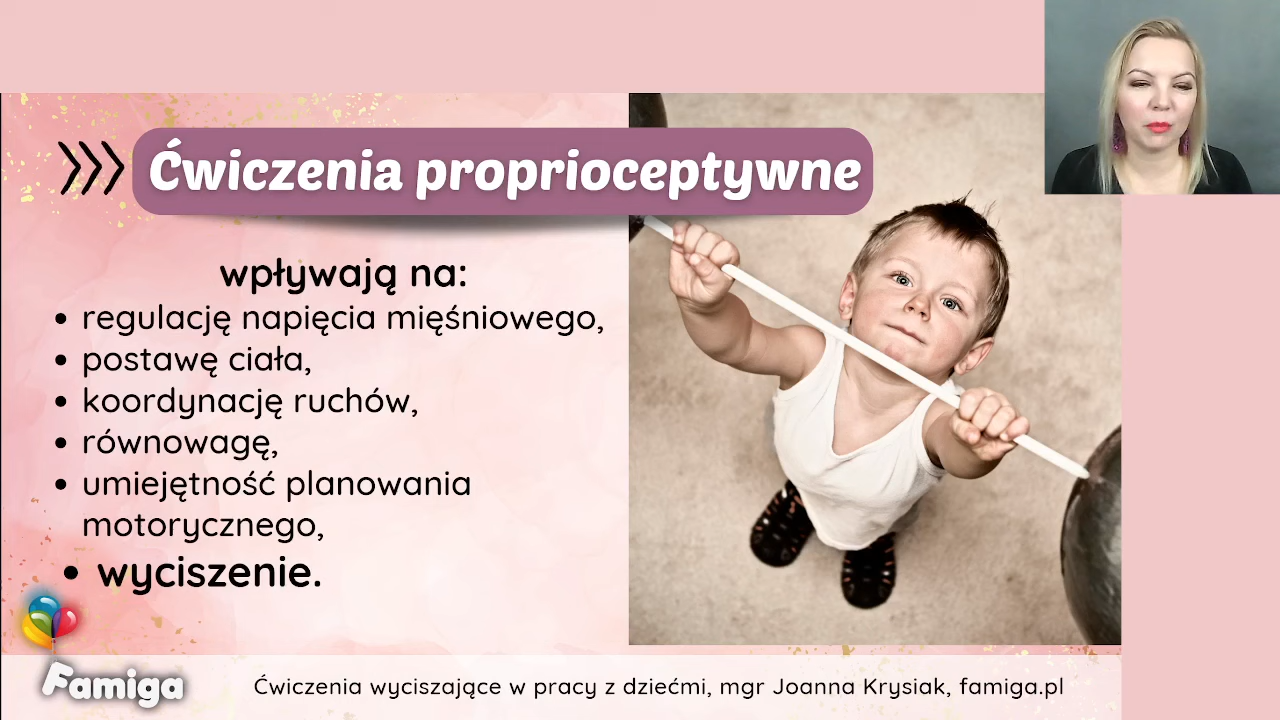 Ćwiczenia proprioceptywne
wpływają na:
• regulację napięcia mięśniowego,
• postawę ciała,
• koordynację ruchów,
• równowagę,
• umiejętność planowania
motorycznego,
• wyciszenie.
Famiga
Ćwiczenia wyciszające w pracy z dziećmi, mgr Joanna Krysiak, famiga.pl